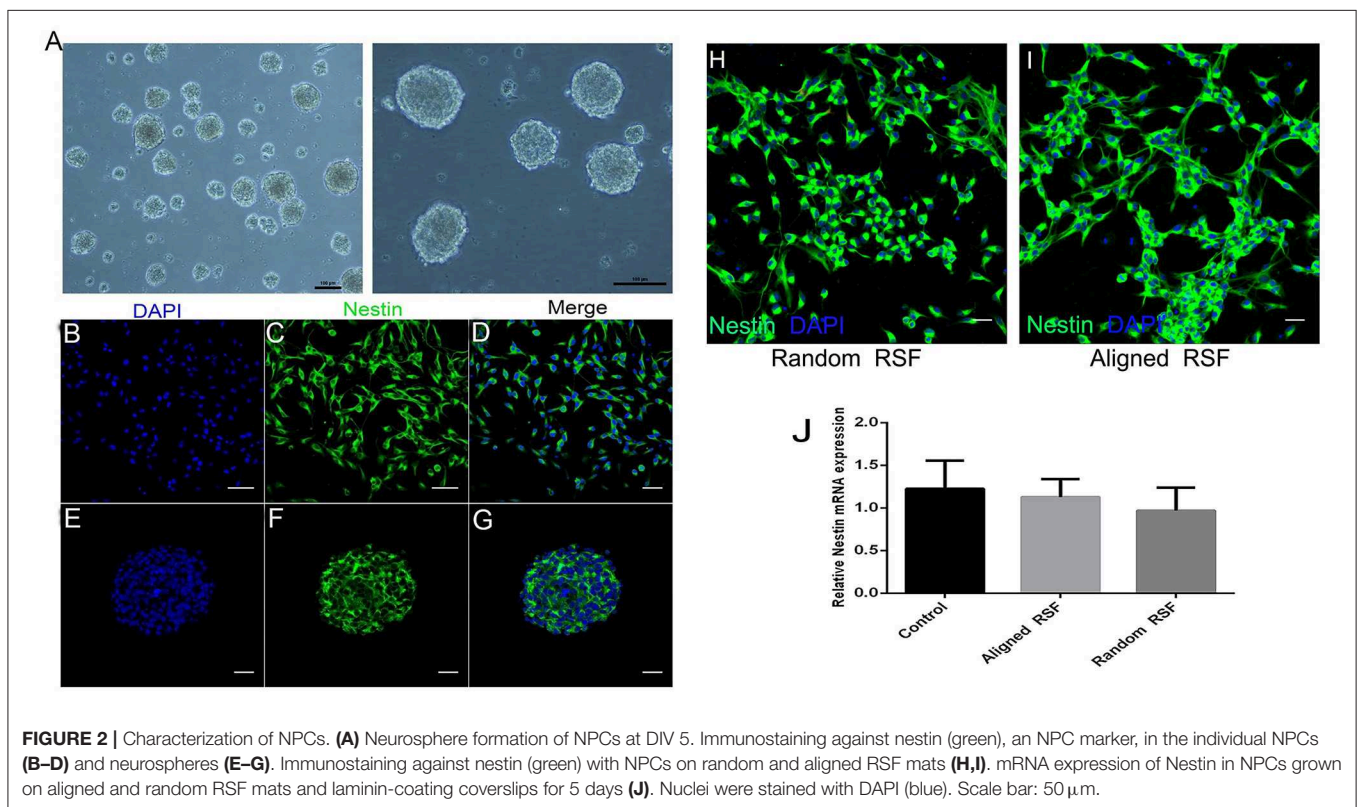 A
100 μm
100 μm
DAPI Nestin Merge
B C D
E F G
H I
Nestin DAPI Nestin DAPI
Random RSF Aligned RSF
J
Relative Nestin mRNA expression
2.0
1.5
1.0
0.5
0.0
Control
Aligned RSF
Random RSF
FIGURE 2 | Characterization of NPCs. (A) Neurosphere formation of NPCs at DIV 5. Immunostaining against nestin (green), an NPC marker, in the individual NPCs
(B–D) and neurospheres (E–G). Immunostaining against nestin (green) with NPCs on random and aligned RSF mats (H,I). mRNA expression of Nestin in NPCs grown
on aligned and random RSF mats and laminin-coating coverslips for 5 days (J). Nuclei were stained with DAPI (blue). Scale bar: 50 μm.